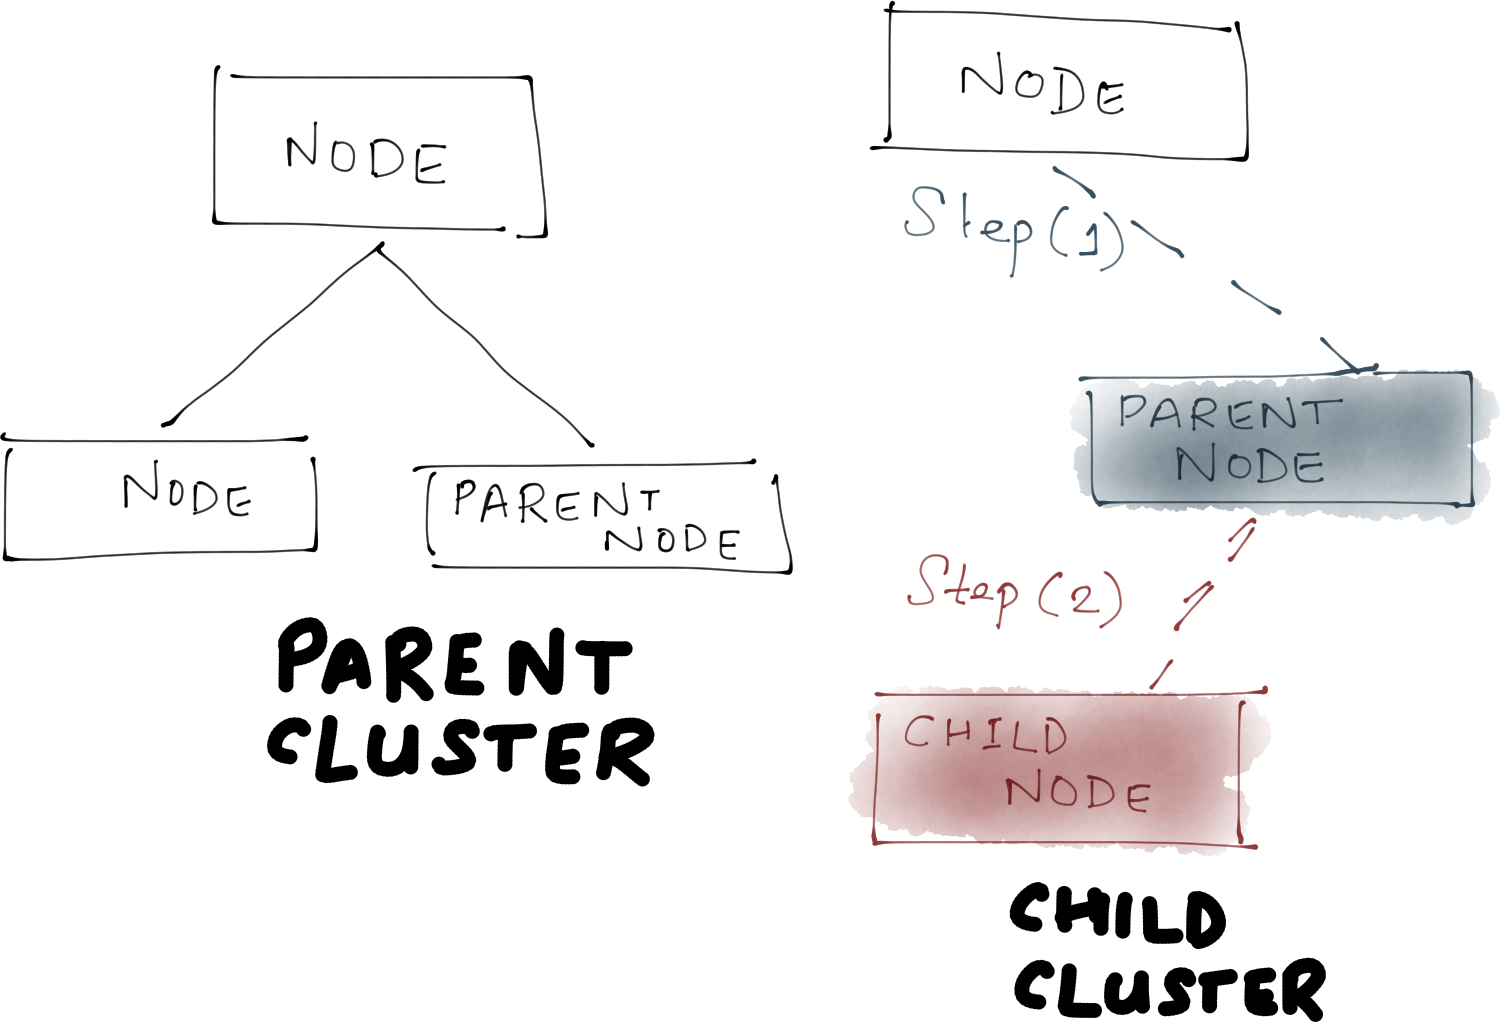 NODE
NODE
PARENT
NODE
PARENT
CLUSTER
NODE
Step (1)
PARENT
NODE
Step (2)
CHILD
NODE
CHILD
CLUSTER